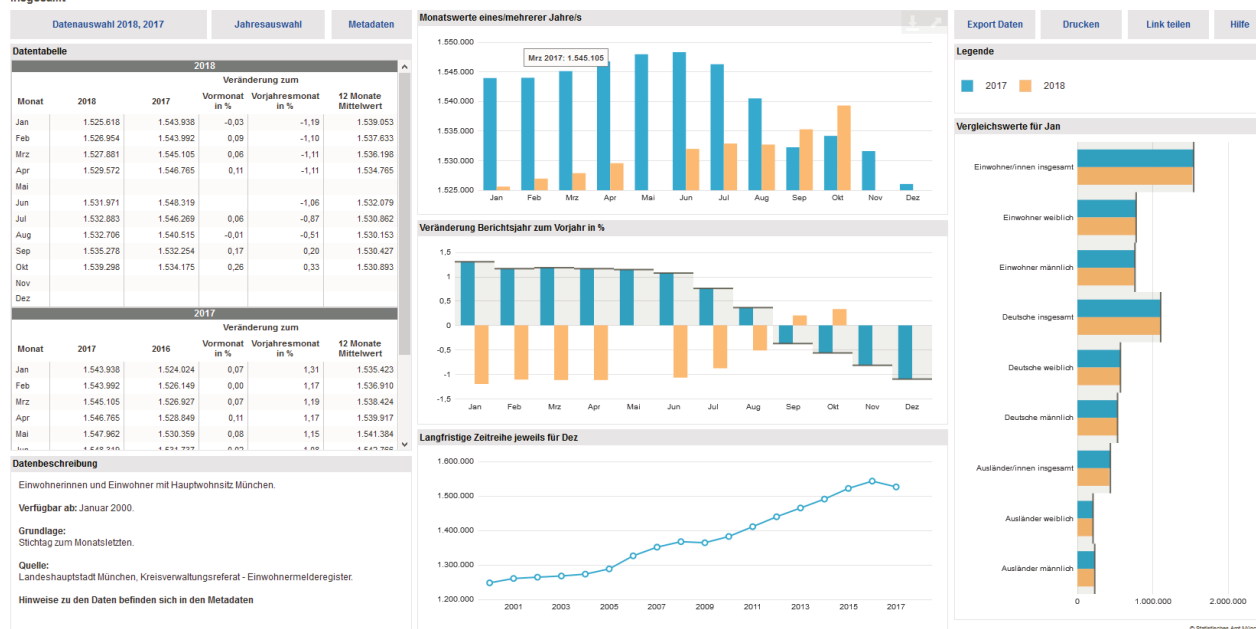 insgesamt
Datenauswahl 2018, 2017
Jahresauswahl
Metadaten
Datentabelle
2018
Veränderung zum
Monat 2018 2017 Vormonat in % Vorjahresmonat in % 12 Monate Mittelwert
Jan 1.525.618 1.543.938 -0,03 -1,19 1.539.053
Feb 1.526.954 1.543.992 0,09 -1,10 1.537.633
Mrz 1.527.881 1.545.105 0,06 -1,11 1.536.198
Apr 1.529.572 1.546.765 0,11 -1,11 1.534.765
Mai
Jun 1.531.971 1.548.319 -1,06 1.532.079
Jul 1.532.883 1.546.269 0,06 -0,87 1.530.862
Aug 1.532.706 1.540.515 -0,01 -0,51 1.530.153
Sep 1.535.278 1.532.254 0,17 0,20 1.530.427
Okt 1.539.298 1.534.175 0,26 0,33 1.530.893
Nov
Dez
2017
Veränderung zum
Monat 2017 2016 Vormonat in % Vorjahresmonat in % 12 Monate Mittelwert
Jan 1.543.938 1.524.024 0,07 1,31 1.535.423
Feb 1.543.992 1.526.149 0,00 1,17 1.536.910
Mrz 1.545.105 1.526.927 0,07 1,19 1.538.424
Apr 1.546.765 1.528.849 0,11 1,17 1.539.917
Mai 1.547.962 1.530.359 0,08 1,15 1.541.384
Jun 1.548.319 1.531.737 0,02 1,08 1.542.766
Datenbeschreibung
Einwohnerinnen und Einwohner mit Hauptwohnsitz München.
Verfügbar ab: Januar 2000.
Grundlage:
Stichtag zum Monatsletzten.
Quelle:
Landeshauptstadt München, Kreisverwaltungsreferat - Einwohnermelderegister.
Hinweise zu den Daten befinden sich in den Metadaten
Monatswerte eines/mehrerer Jahre/s
1.550.000
1.545.000
1.540.000
1.535.000
1.530.000
1.525.000
Mrz 2017: 1.545.105
Jan Feb Mrz Apr Mai Jun Jul Aug Sep Okt Nov Dez
Veränderung Berichtsjahr zum Vorjahr in %
1,5
1
0,5
0
-0,5
-1
-1,5
Jan Feb Mrz Apr Mai Jun Jul Aug Sep Okt Nov Dez
Langfristige Zeitreihe jeweils für Dez
1.600.000
1.500.000
1.400.000
1.300.000
1.200.000
2001 2003 2005 2007 2009 2011 2013 2015 2017
Export Daten
Drucken
Link teilen
Hilfe
Legende
2017 2018
Vergleichswerte für Jan
Einwohner/innen insgesamt
Einwohner weiblich
Einwohner männlich
Deutsche insgesamt
Deutsche weiblich
Deutsche männlich
Ausländer/innen insgesamt
Ausländer weiblich
Ausländer männlich
0 1.000.000 2.000.000
© Statistisches Amt